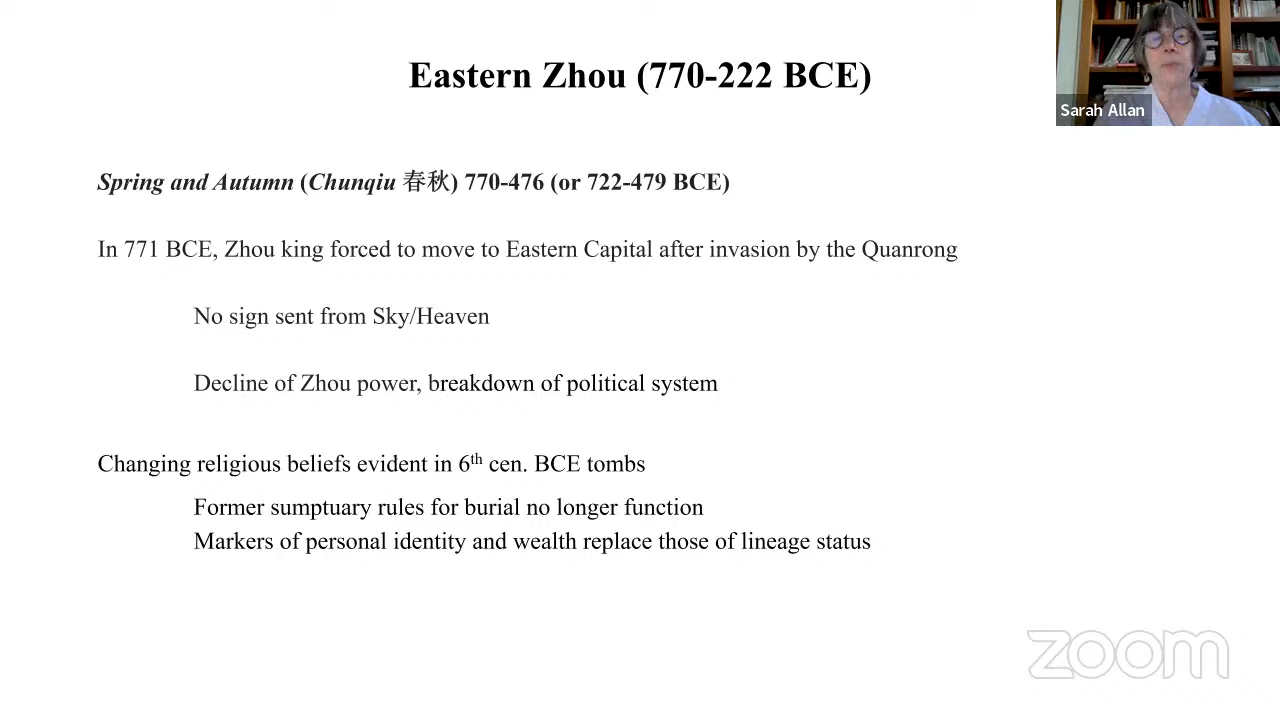 Eastern Zhou (770-222 BCE)
Sarah Allan
Spring and Autumn (Chunqiu 春秋) 770-476 (or 722-479 BCE)
In 771 BCE, Zhou king forced to move to Eastern Capital after invasion by the Quanrong
No sign sent from Sky/Heaven
Decline of Zhou power, breakdown of political system
Changing religious beliefs evident in 6th cen. BCE tombs
Former sumptuary rules for burial no longer function
Markers of personal identity and wealth replace those of lineage status
zoom